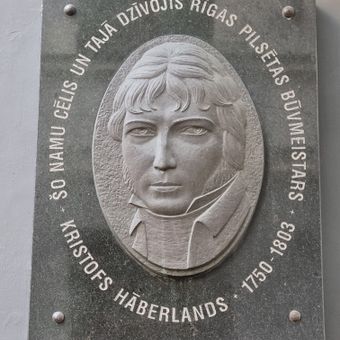 ŠO NAMU CĒLIS UN TAJĀ DZĪVOJIS RĪGAS PILSĒTAS BŪVMEISTARS
· KRISTOFS HĀBERLANDS · 1750-1803 ·